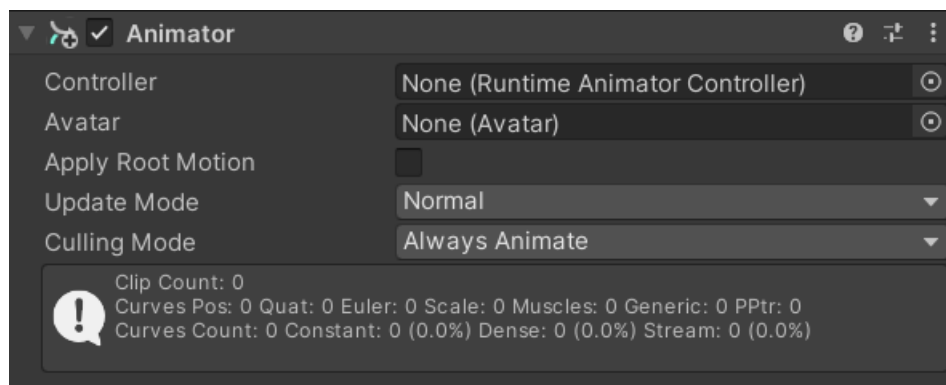 Animator
Controller None (Runtime Animator Controller)
Avatar None (Avatar)
Apply Root Motion
Update Mode Normal
Culling Mode Always Animate
Clip Count: 0
Curves Pos: 0 Quat: 0 Euler: 0 Scale: 0 Muscles: 0 Generic: 0 PPtr: 0
Curves Count: 0 Constant: 0 (0.0%) Dense: 0 (0.0%) Stream: 0 (0.0%)